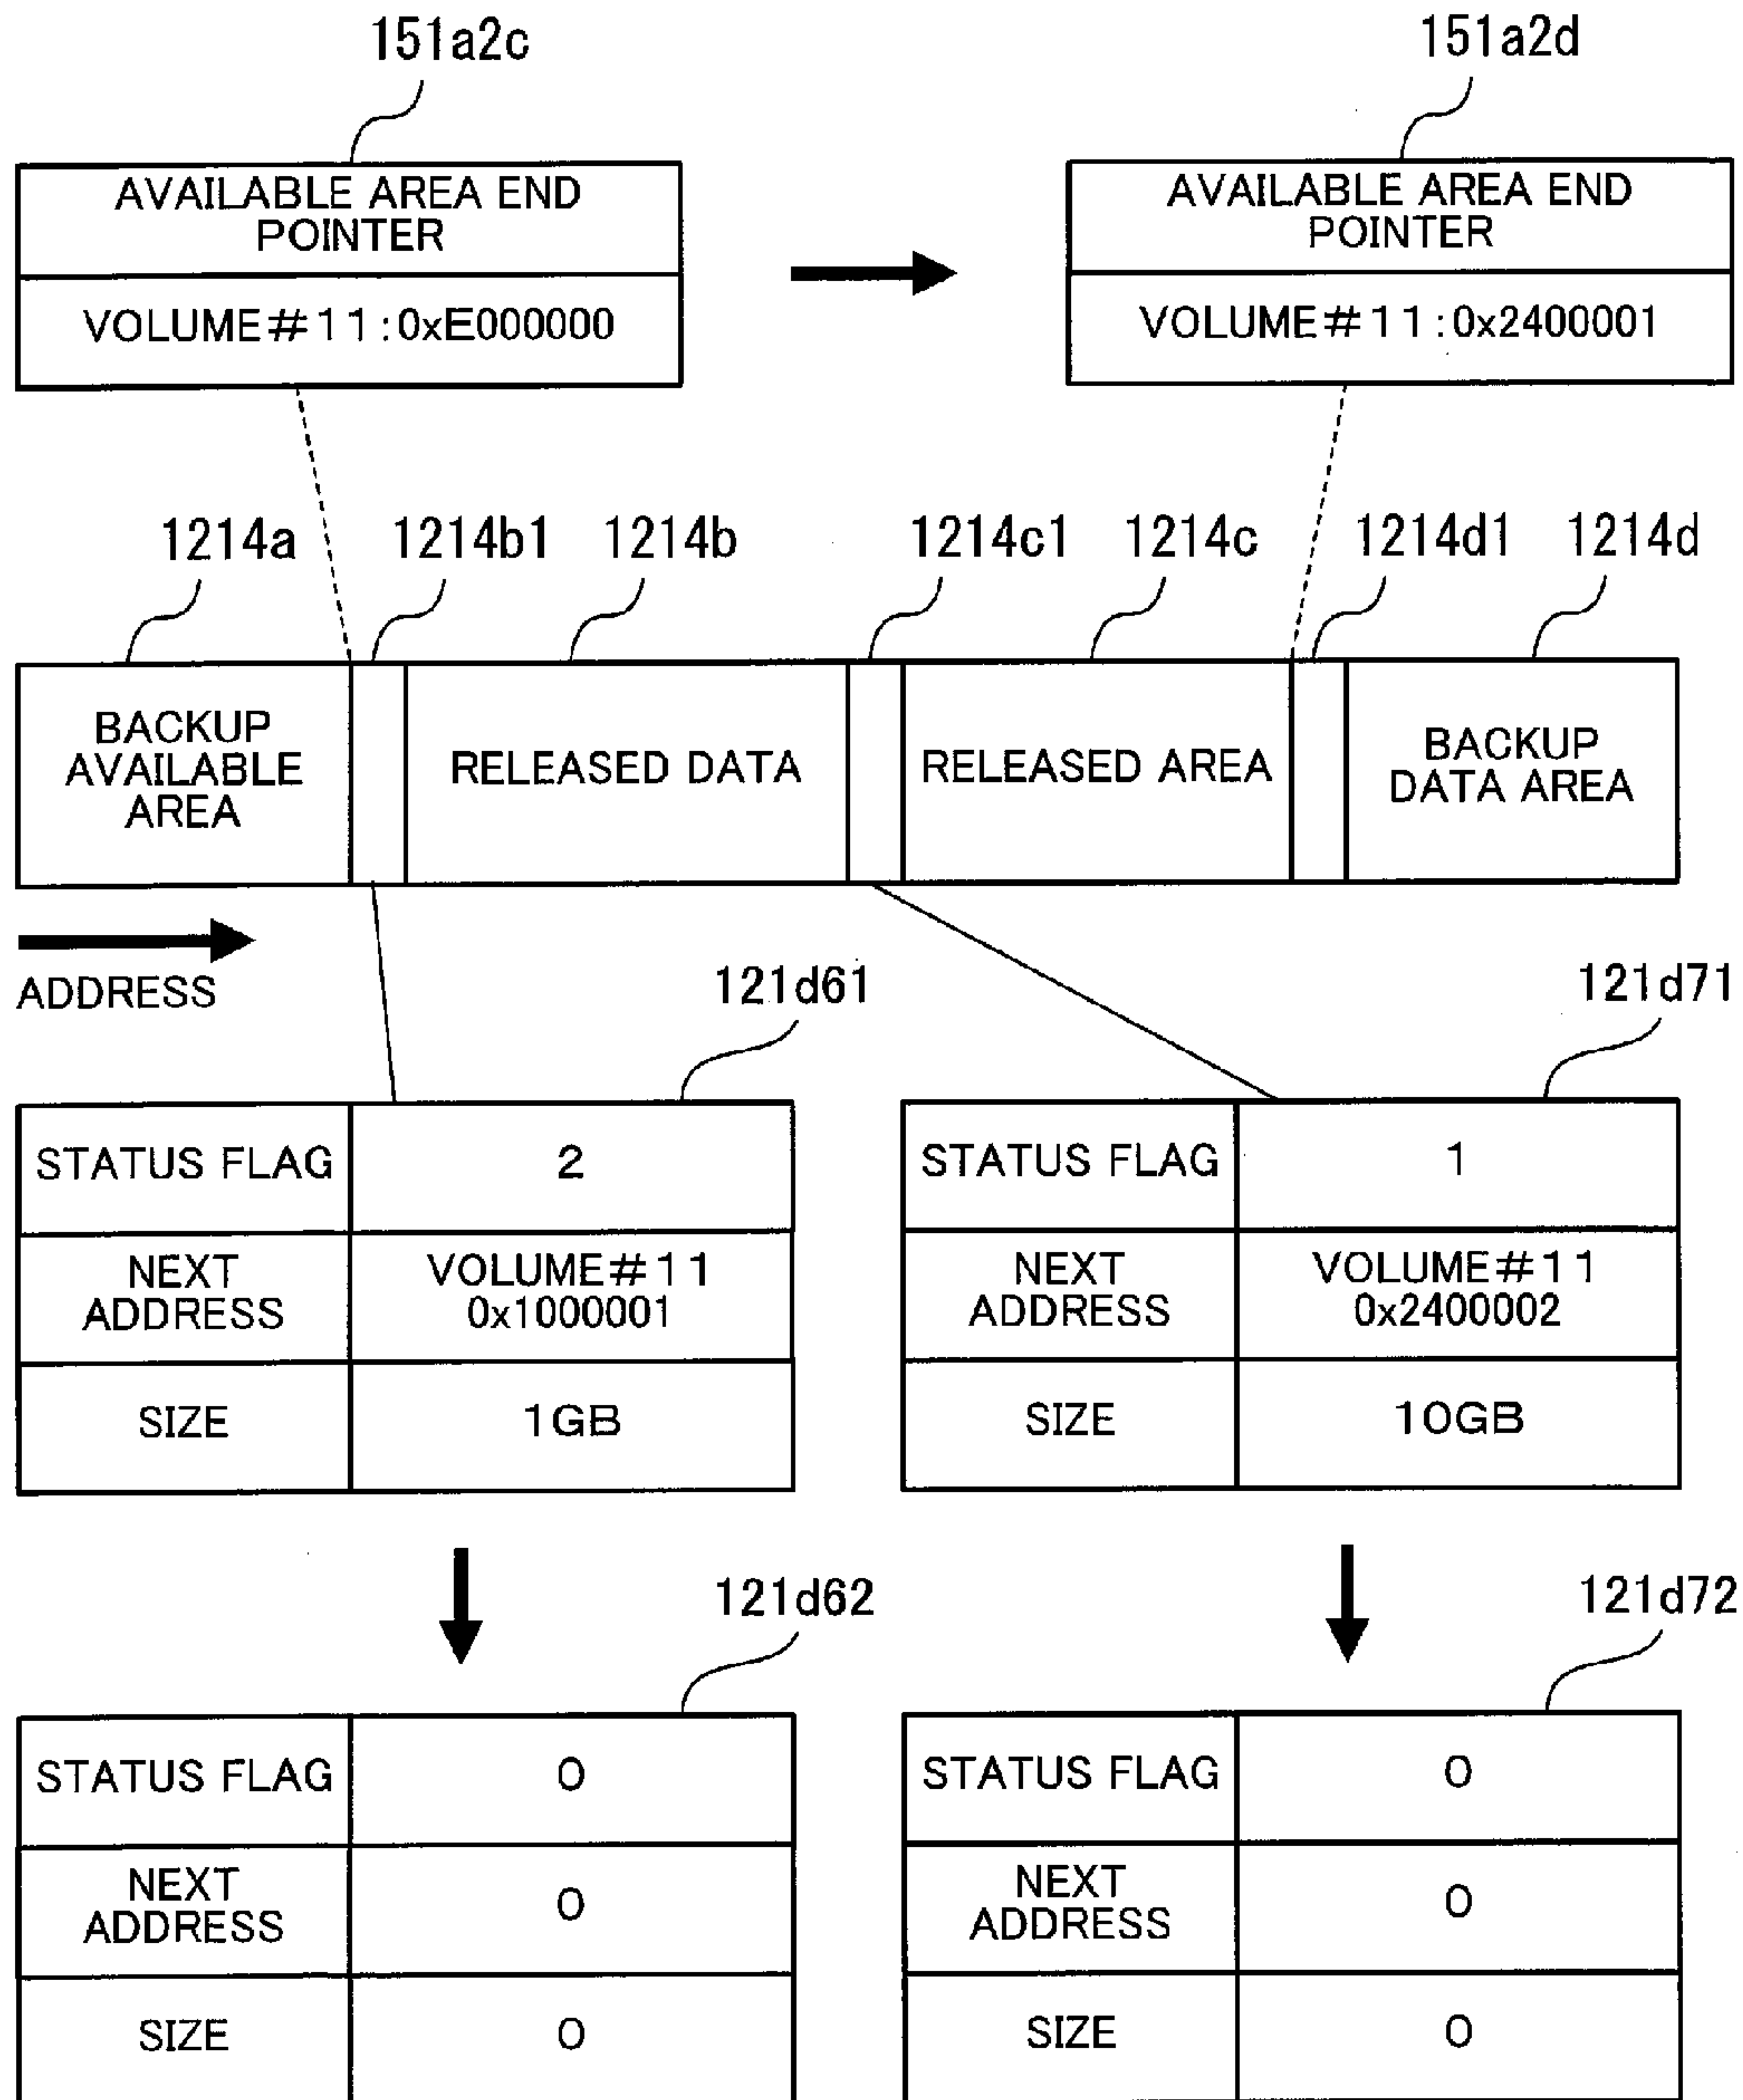 151a2c
151a2d
AVAILABLE AREA END
POINTER
VOLUME#11:0xE000000
AVAILABLE AREA END
POINTER
VOLUME#11:0x2400001
1214a
1214b1
1214b
1214c1
1214c
1214d1
1214d
BACKUP
AVAILABLE
AREA
RELEASED DATA
RELEASED AREA
BACKUP
DATA AREA
ADDRESS
121d61
121d71
STATUS FLAG
2
NEXT
ADDRESS
VOLUME#11
0x1000001
SIZE
1GB
STATUS FLAG
1
NEXT
ADDRESS
VOLUME#11
0x2400002
SIZE
10GB
121d62
121d72
STATUS FLAG
0
NEXT
ADDRESS
0
SIZE
0
STATUS FLAG
0
NEXT
ADDRESS
0
SIZE
0